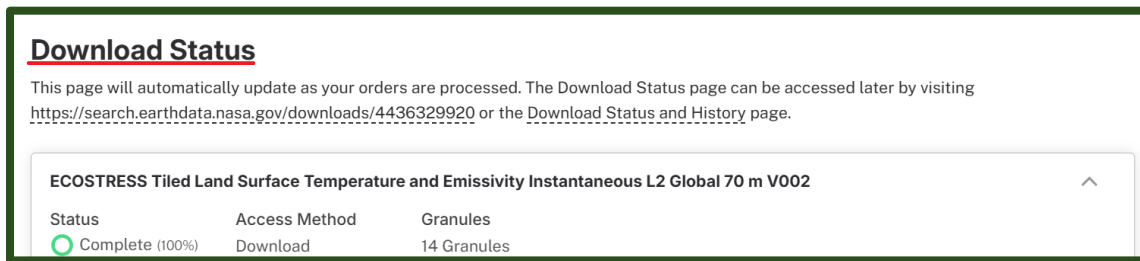 Download Status
This page will automatically update as your orders are processed. The Download Status page can be accessed later by visiting
https://search.earthdata.nasa.gov/downloads/4436329920 or the Download Status and History page.
ECOSTRESS Tiled Land Surface Temperature and Emissivity Instantaneous L2 Global 70 m V002
Status Access Method Granules
Complete (100%) Download 14 Granules